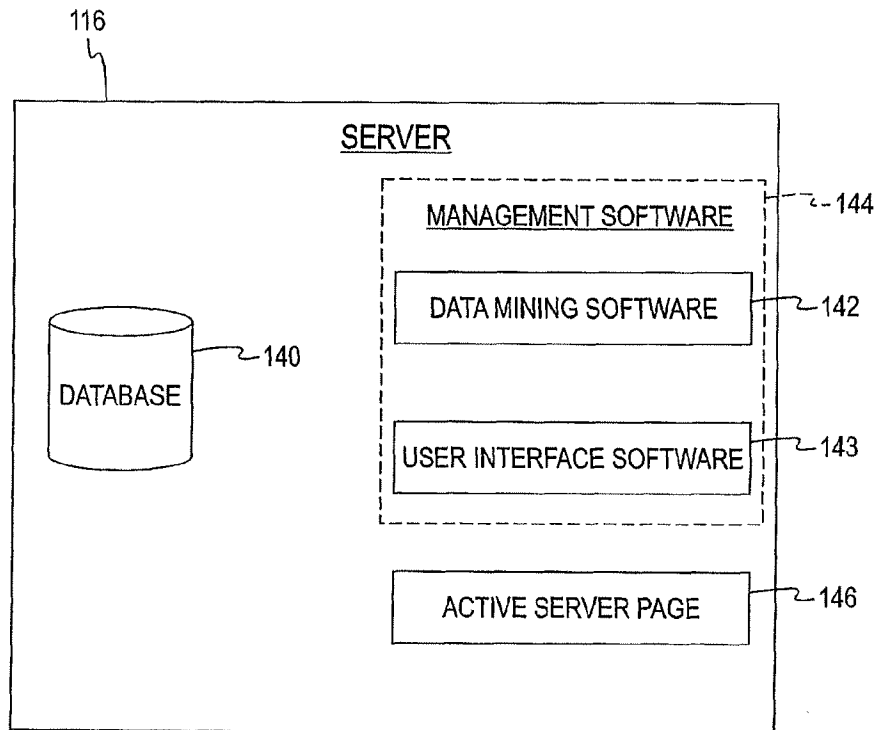 116
SERVER
MANAGEMENT SOFTWARE
144
DATA MINING SOFTWARE
142
DATABASE
140
USER INTERFACE SOFTWARE
143
ACTIVE SERVER PAGE
146